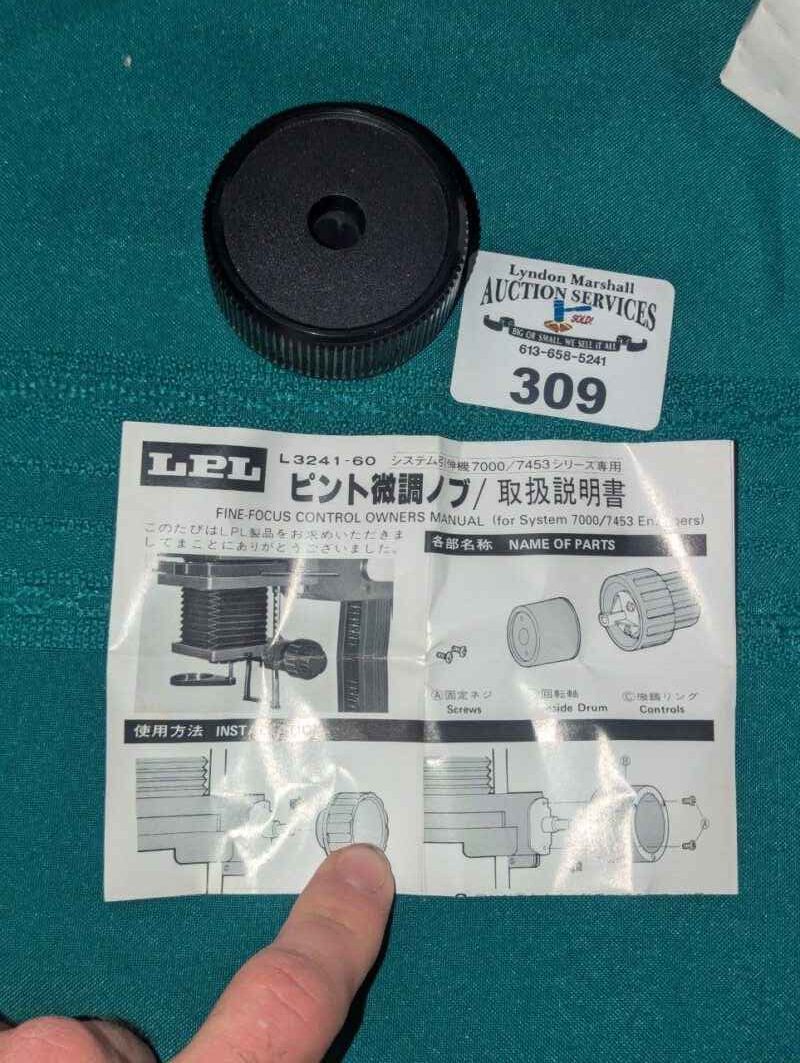 Lyndon Marshall
AUCTION SERVICES
SOLD!
BIG OR SMALL, WE SELL IT ALL
613-658-5241
309
LPL
L3241-60 システム引伸機7000/7453シリーズ専用
ピント微調ノブ/取扱説明書
FINE-FOCUS CONTROL OWNERS MANUAL (for System 7000/7453 Enlargers)
このたびはLPL製品をお求めいただきま
してまことにありがとうございました。
各部名称 NAME OF PARTS
Ⓐ固定ネジ
Screws
回転軸
Drum
Ⓒ微調リング
Controls
使用方法
Ⓑ
Ⓐ